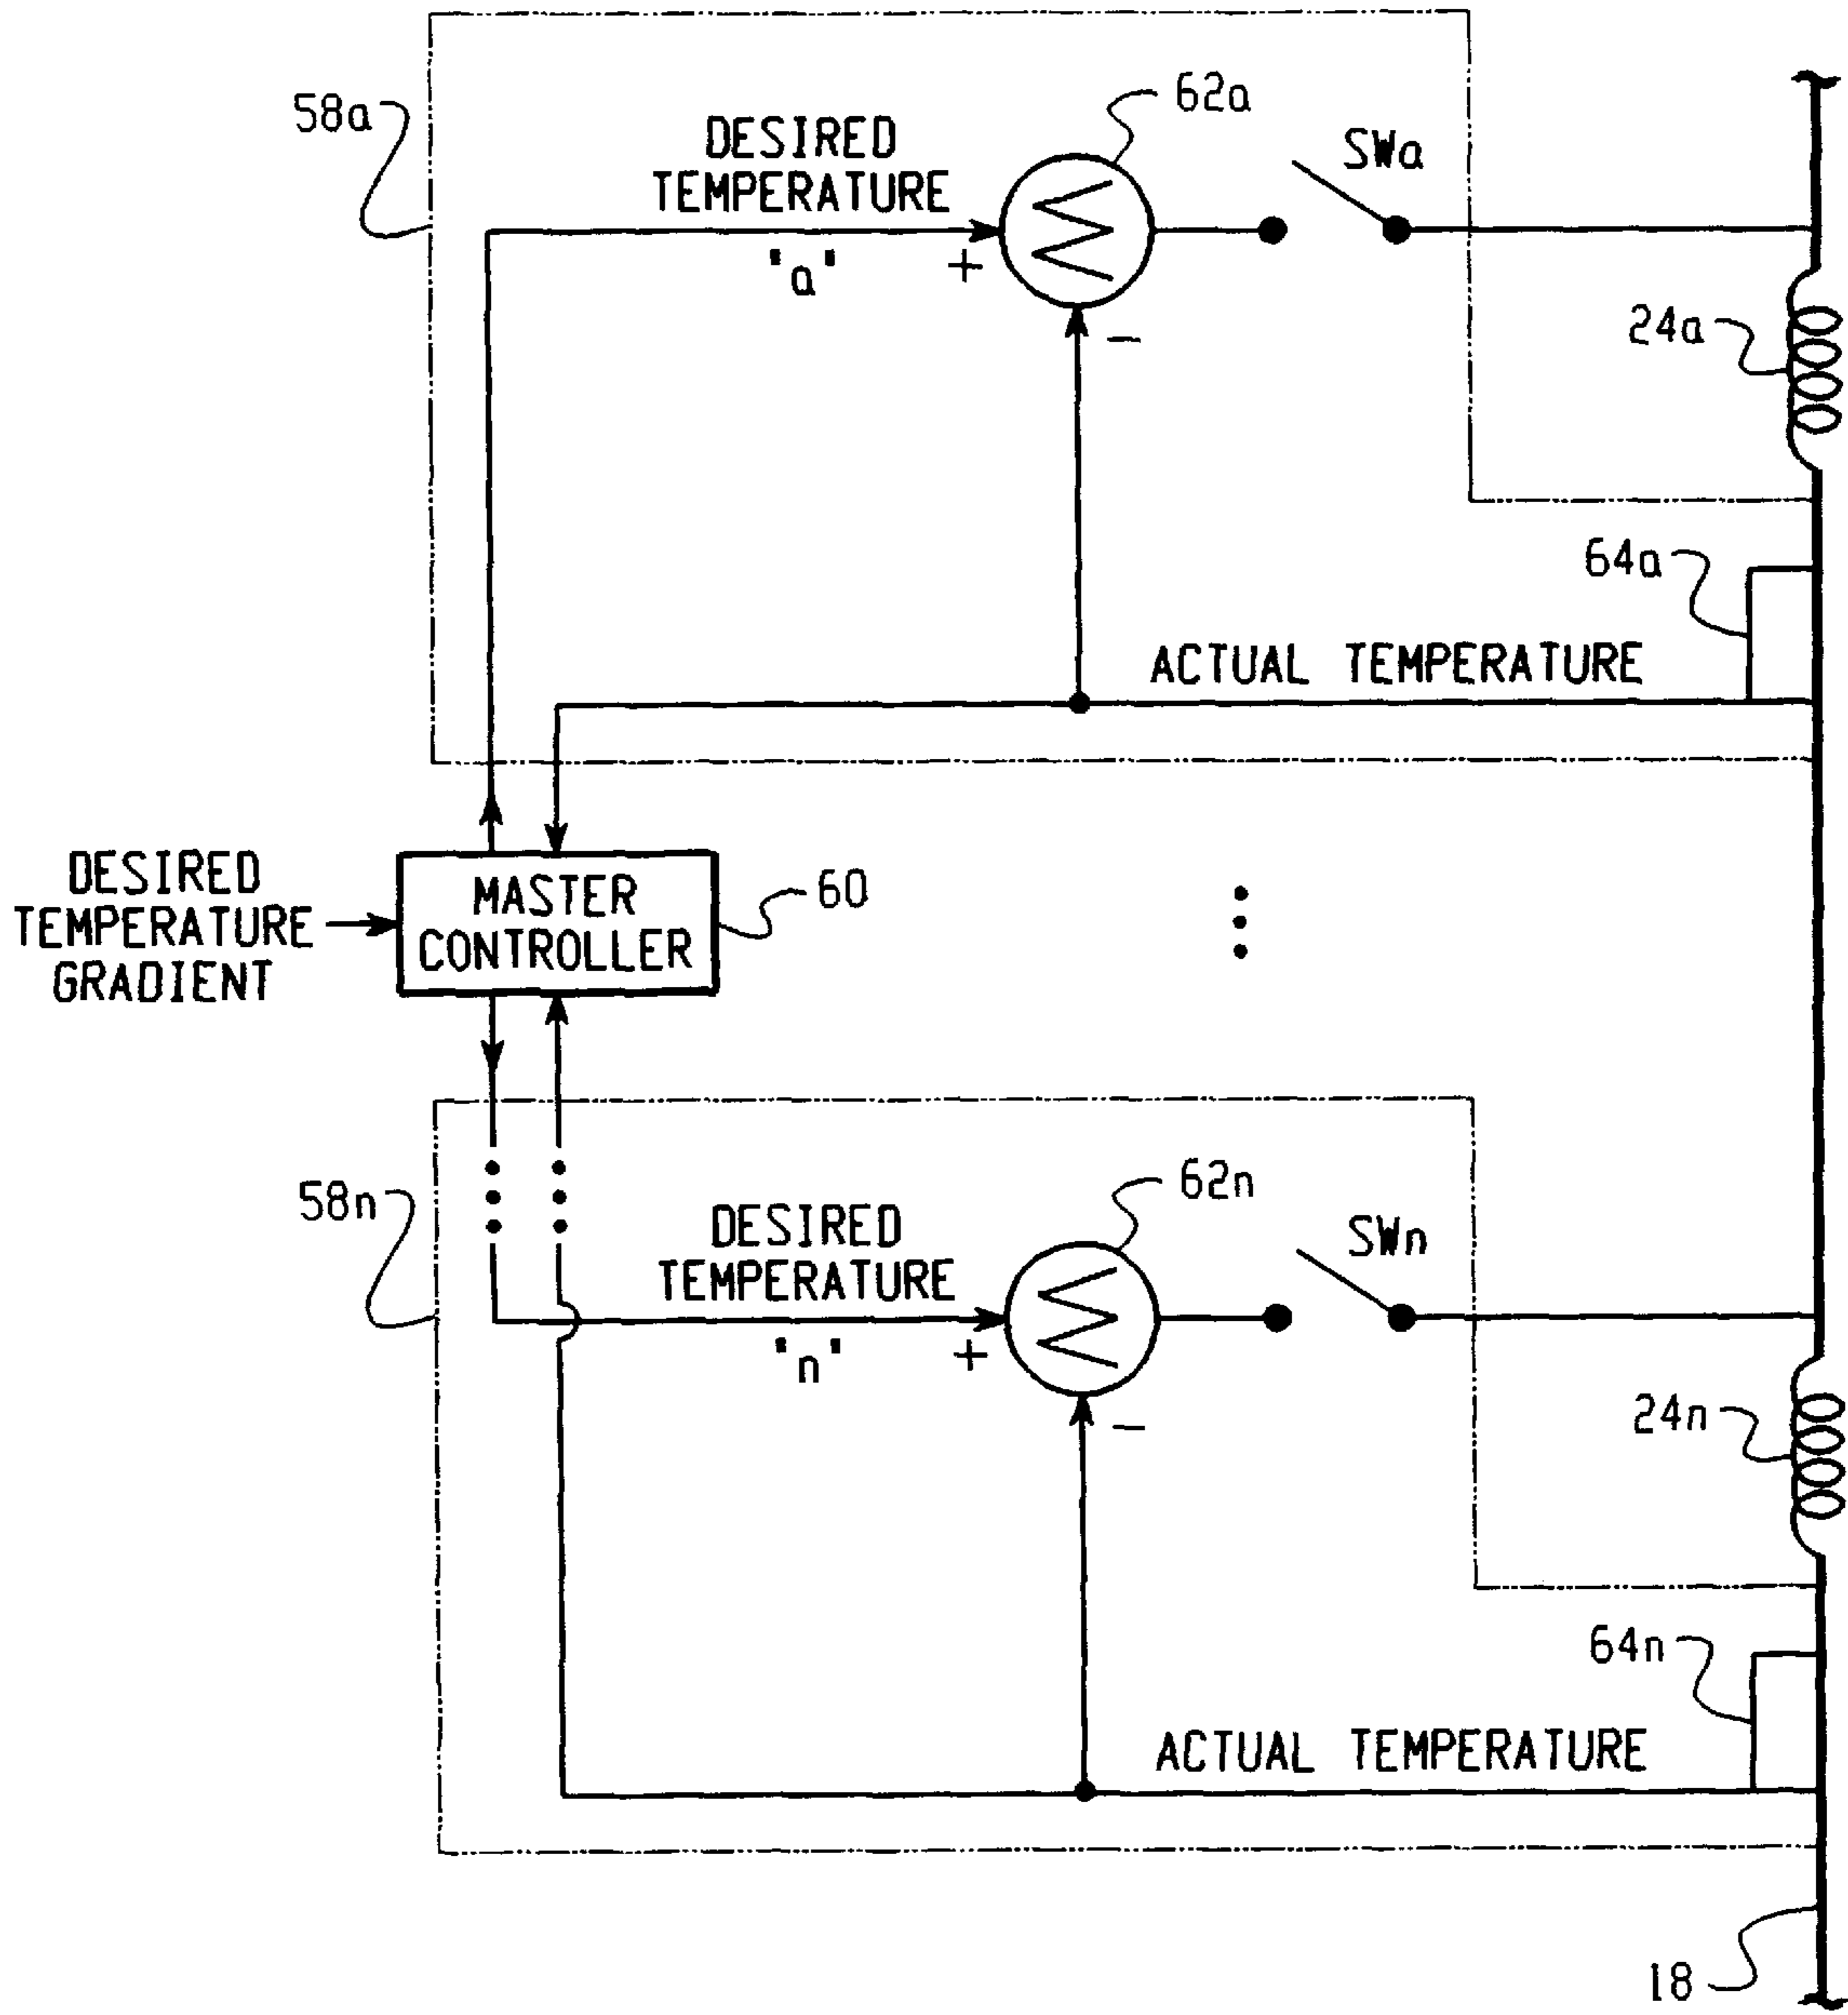 58a
DESIRED
TEMPERATURE
"a"
+
62a
SWa
−
24a
64a
ACTUAL TEMPERATURE
DESIRED
TEMPERATURE
GRADIENT
MASTER
CONTROLLER
60
58n
DESIRED
TEMPERATURE
"n"
+
62n
SWn
−
24n
64n
ACTUAL TEMPERATURE
18